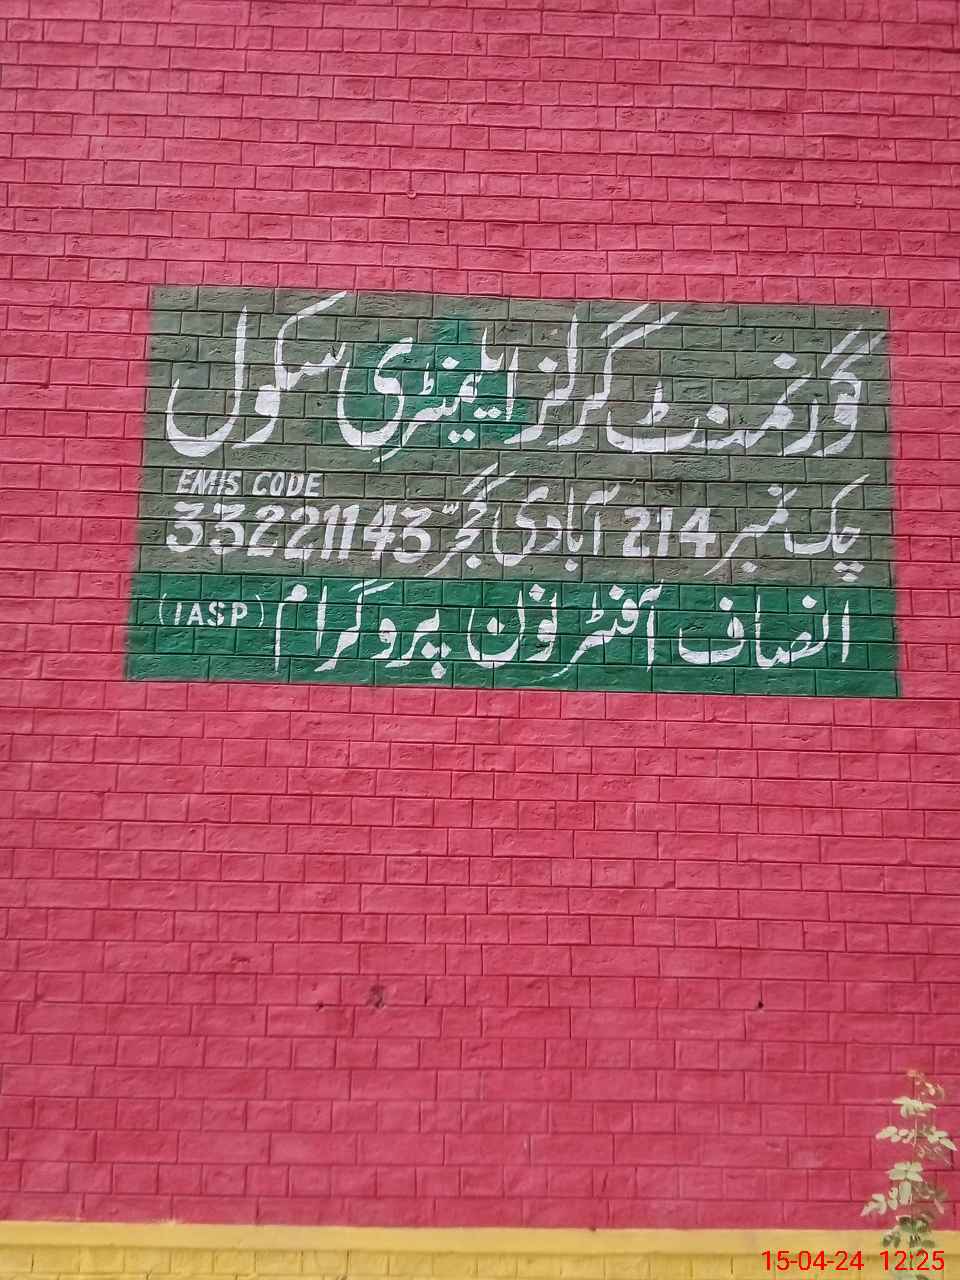 گورنمنٹ گرلز ایلیمنٹری سکول
چک نمبر 214 آبادی گجر
EMIS CODE
33221143
انصاف آفٹر نون پروگرام (IASP)
15-04-24 12:25